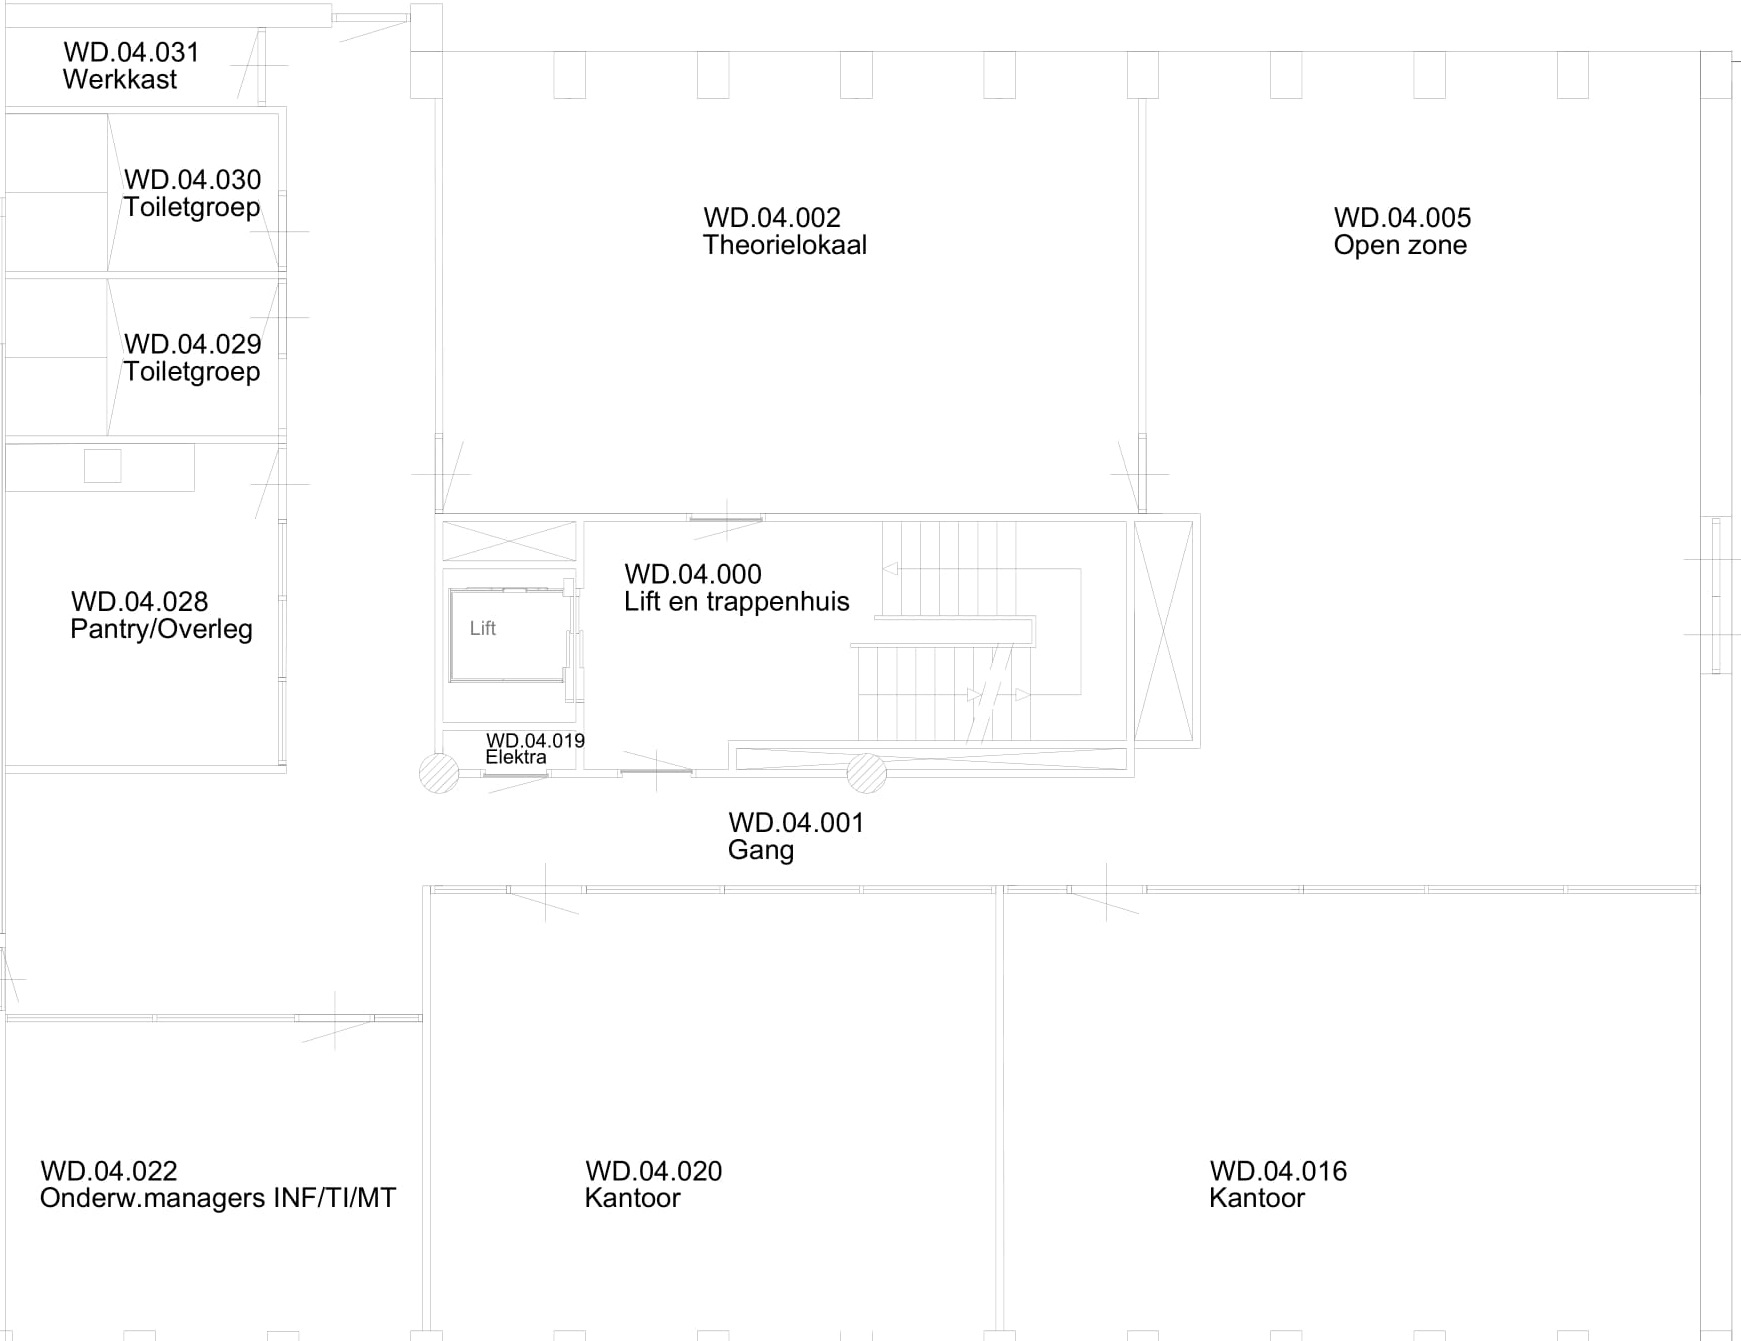 WD.04.031
Werkkast
WD.04.030
Toiletgroep
WD.04.002
Theorielokaal
WD.04.005
Open zone
WD.04.029
Toiletgroep
WD.04.028
Pantry/Overleg
WD.04.000
Lift en trappenhuis
Lift
WD.04.019
Elektra
WD.04.001
Gang
WD.04.022
Onderw.managers INF/TI/MT
WD.04.020
Kantoor
WD.04.016
Kantoor